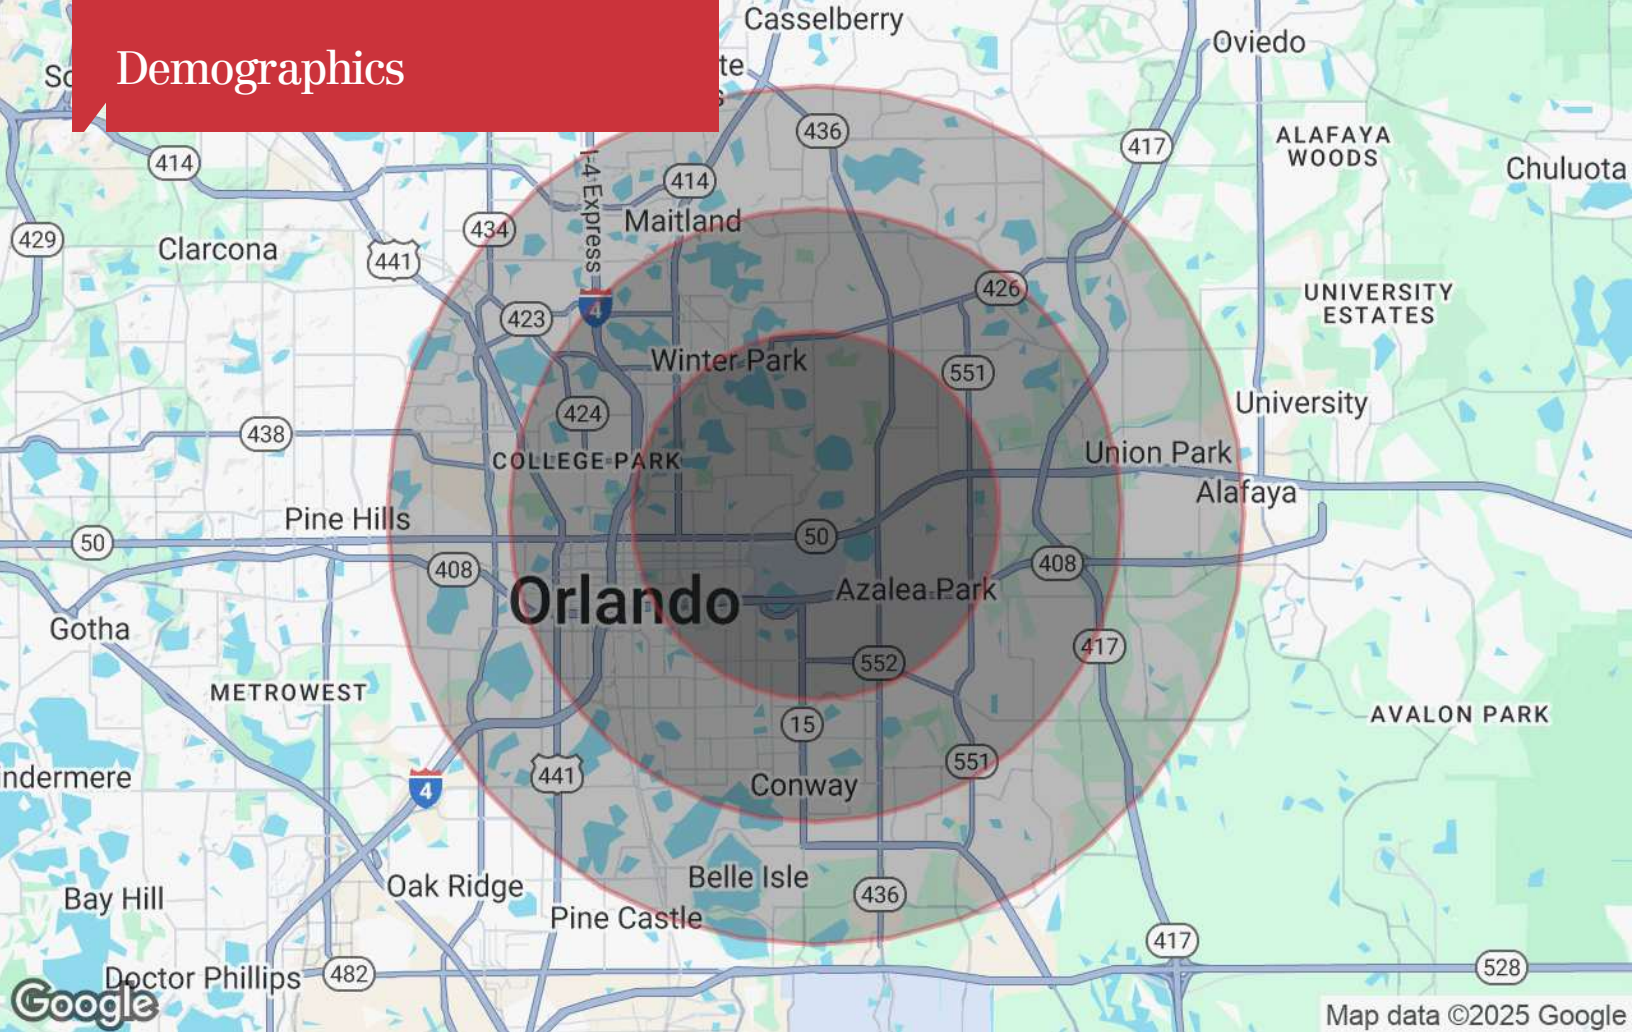 Demographics
Casselberry
Oviedo
So
te
s
436
417
ALAFAYA
WOODS
Chuluota
414
414
I-4 Express
Maitland
434
429
Clarcona
441
426
UNIVERSITY
ESTATES
4
423
Winter Park
551
424
University
438
COLLEGE PARK
Union Park
Alafaya
Pine Hills
50
50
408
408
Orlando
Azalea Park
Gotha
417
552
METROWEST
15
AVALON PARK
551
441
Conway
indermere
4
Belle Isle
Oak Ridge
436
Bay Hill
Pine Castle
417
Doctor Phillips
482
528
Google
Map data ©2025 Google